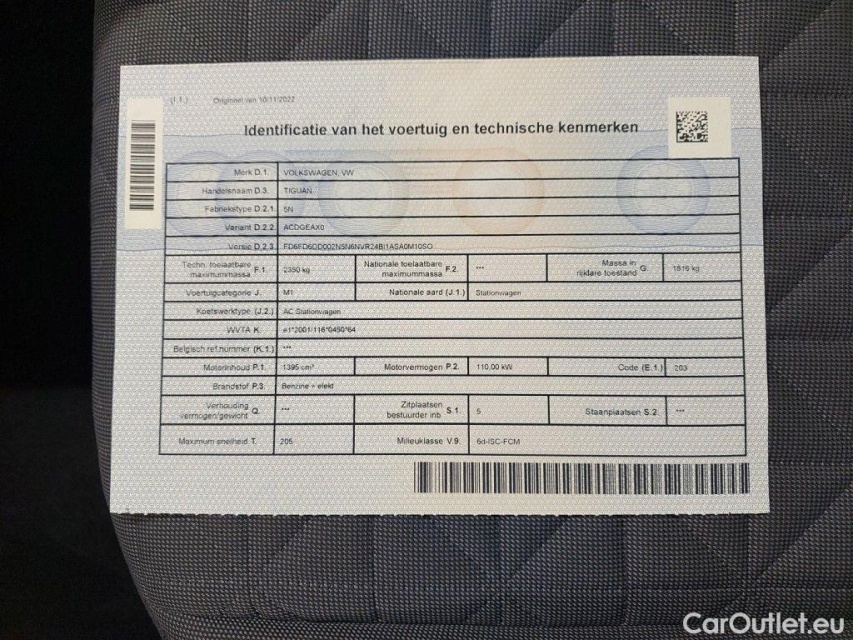 (I.1.) Origineel van 10/11/2022
Identificatie van het voertuig en technische kenmerken
Merk D.1. VOLKSWAGEN, VW
Handelsnaam D.3. TIGUAN
Fabriekstype D.2.1. 5N
Variant D.2.2. ACDGEAX0
Versie D.2.3. FD6FD6DD002N5N6NVR24BI1ASA0M10SO
Techn. toelaatbare maximummassa F.1. 2350 kg Nationale toelaatbare maximummassa F.2. --- Massa in rijklare toestand G. 1816 kg
Voertuigcategorie J. M1 Nationale aard (J.1.) Stationwagen
Koetswerktype (J.2.) AC Stationwagen
WVTA K. e1*2001/116*0450*64
Belgisch ref.nummer (K.1.) ---
Motorinhoud P.1. 1395 cm³ Motorvermogen P.2. 110.00 kW Code (E.1.) 203
Brandstof P.3. Benzine + elekt
Verhouding vermogen/gewicht Q. --- Zitplaatsen bestuurder inb S.1. 5 Staanplaatsen S.2. ---
Maximum snelheid T. 205 Milieuklasse V.9. 6d-ISC-FCM
CarOutlet.eu